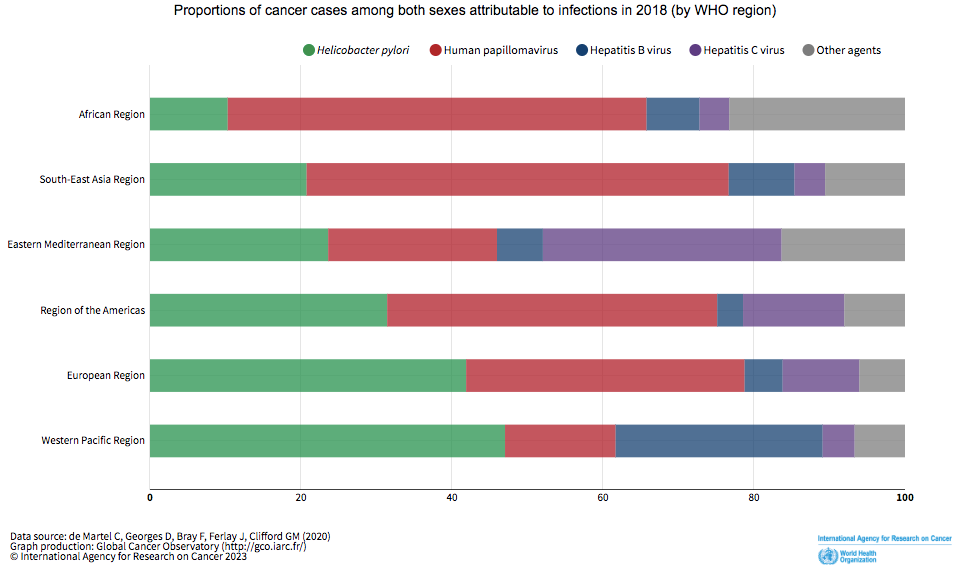 Proportions of cancer cases among both sexes attributable to infections in 2018 (by WHO region)
Helicobacter pylori Human papillomavirus Hepatitis B virus Hepatitis C virus Other agents
African Region
South-East Asia Region
Eastern Mediterranean Region
Region of the Americas
European Region
Western Pacific Region
0 20 40 60 80 100
Data source: de Martel C, Georges D, Bray F, Ferlay J, Clifford GM (2020)
Graph production: Global Cancer Observatory (http://gco.iarc.fr/)
© International Agency for Research on Cancer 2023
International Agency for Research on Cancer
World Health
Organization